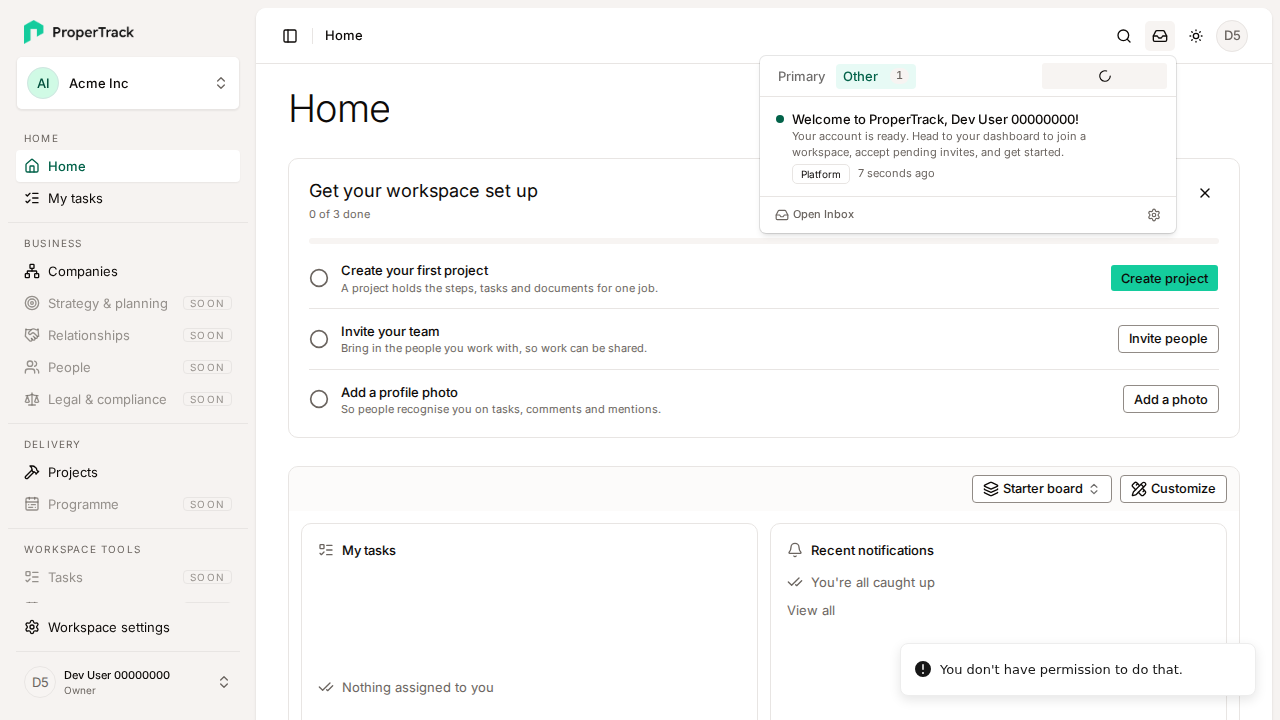 ProperTrack
AI
Acme Inc
HOME
Home
My tasks
BUSINESS
Companies
Strategy & planning
SOON
Relationships
SOON
People
SOON
Legal & compliance
SOON
DELIVERY
Projects
Programme
SOON
WORKSPACE TOOLS
Tasks
SOON
Workspace settings
D5
Dev User 00000000
Owner
Home
D5
Primary
Other
1
Welcome to ProperTrack, Dev User 00000000!
Your account is ready. Head to your dashboard to join a
workspace, accept pending invites, and get started.
Platform
7 seconds ago
Open Inbox
Home
Get your workspace set up
0 of 3 done
Create your first project
A project holds the steps, tasks and documents for one job.
Create project
Invite your team
Bring in the people you work with, so work can be shared.
Invite people
Add a profile photo
So people recognise you on tasks, comments and mentions.
Add a photo
Starter board
Customize
My tasks
Nothing assigned to you
Recent notifications
You're all caught up
View all
You don't have permission to do that.